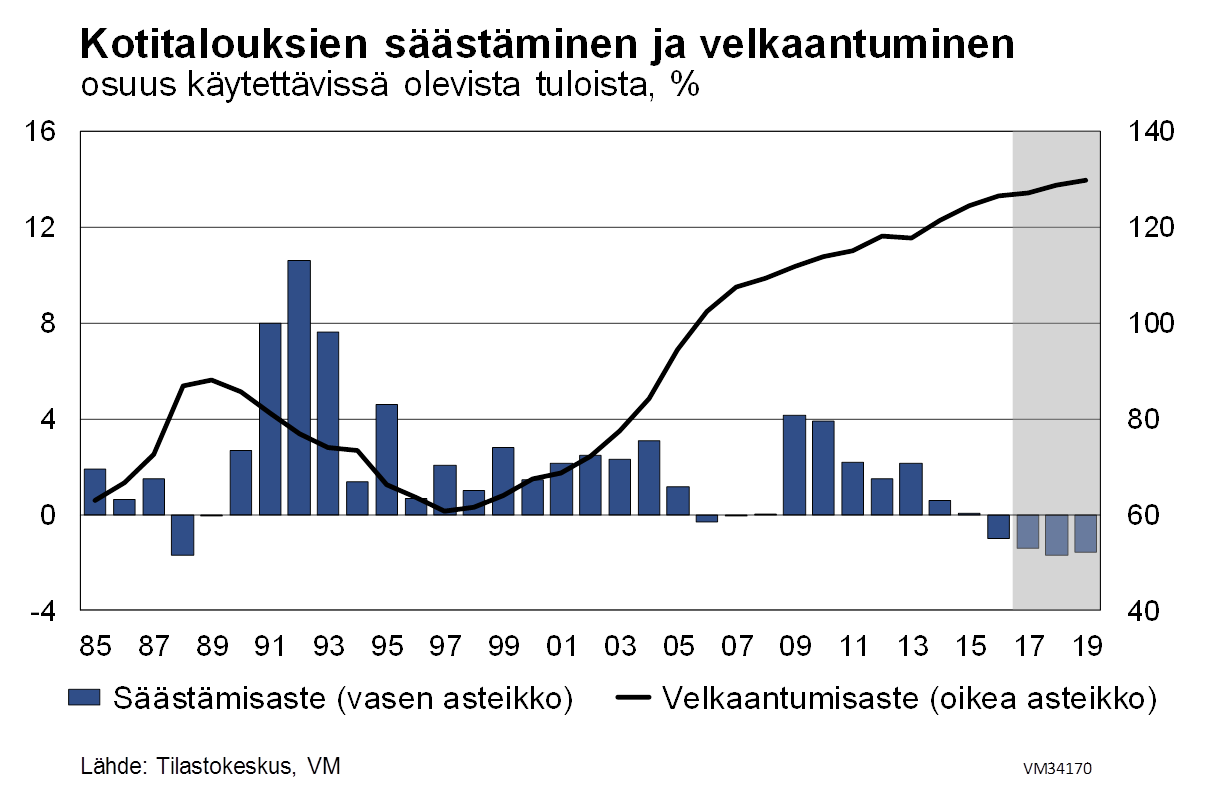 Kotitalouksien säästäminen ja velkaantuminen
osuus käytettävissä olevista tuloista, %
16 140
12 120
8 100
4 80
0 60
-4 40
85 87 89 91 93 95 97 99 01 03 05 07 09 11 13 15 17 19
Säästämisaste (vasen asteikko) Velkaantumisaste (oikea asteikko)
Lähde: Tilastokeskus, VM VM34170